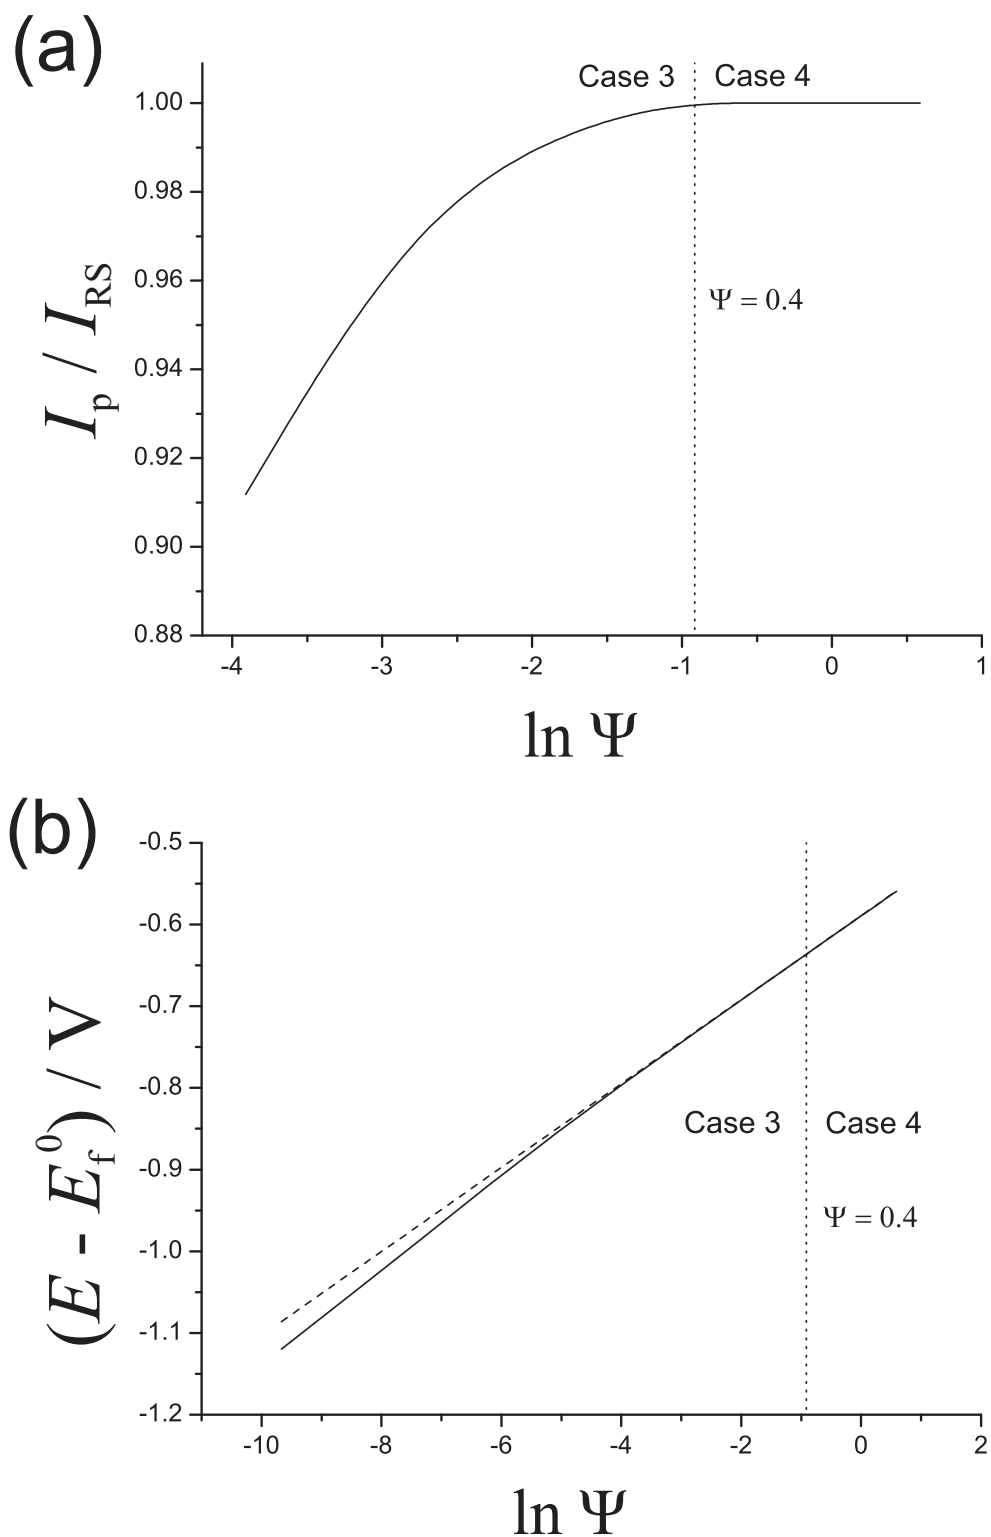 (a)
Case 3 Case 4
1.00
0.98
0.96
0.94
0.92
0.90
0.88
I_p / I_RS
Ψ = 0.4
-4 -3 -2 -1 0 1
ln Ψ
(b)
-0.5
-0.6
-0.7
-0.8
-0.9
-1.0
-1.1
-1.2
(E - E_f^0) / V
Case 3 Case 4
Ψ = 0.4
-10 -8 -6 -4 -2 0 2
ln Ψ